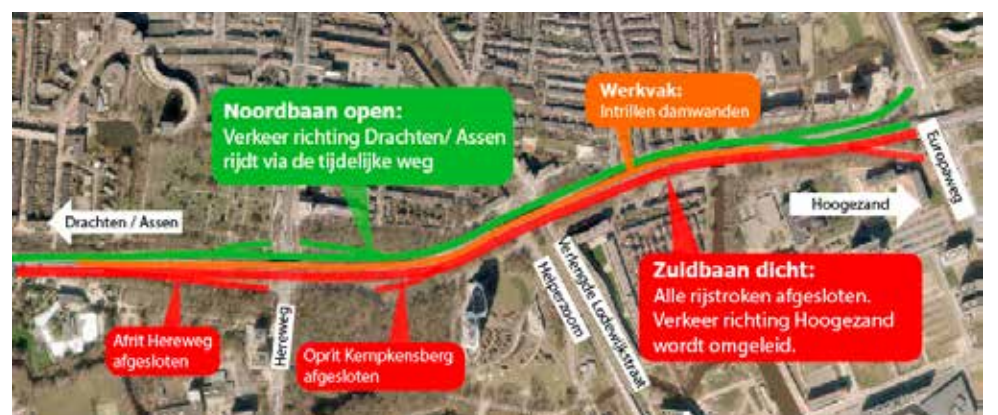 Noordbaan open:
Verkeer richting Drachten/ Assen
rijdt via de tijdelijke weg
Werkvak:
Intrillen damwanden
Europaweg
Drachten / Assen
Hoogezand
Verlengde Lodewijkstraat
Helperzoom
Zuidbaan dicht:
Alle rijstroken afgesloten.
Verkeer richting Hoogezand
wordt omgeleid.
Hereweg
Afrit Hereweg
afgesloten
Oprit Kempkensberg
afgesloten